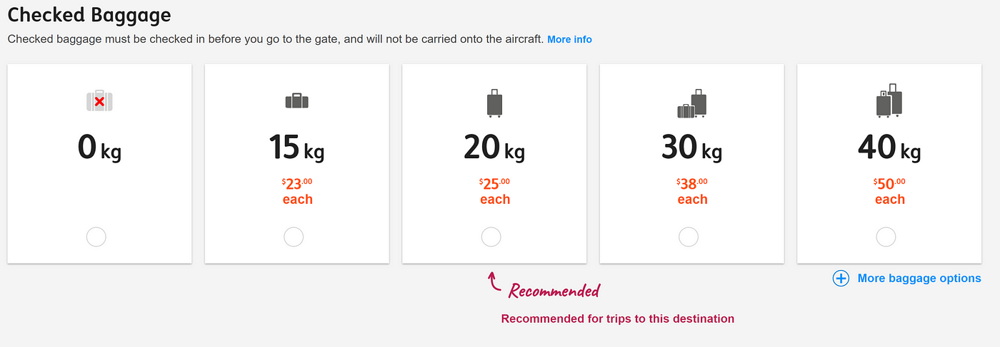 Checked Baggage
Checked baggage must be checked in before you go to the gate, and will not be carried onto the aircraft. More info
0 kg
15 kg
$23.00
each
20 kg
$25.00
each
30 kg
$38.00
each
40 kg
$50.00
each
More baggage options
Recommended
Recommended for trips to this destination